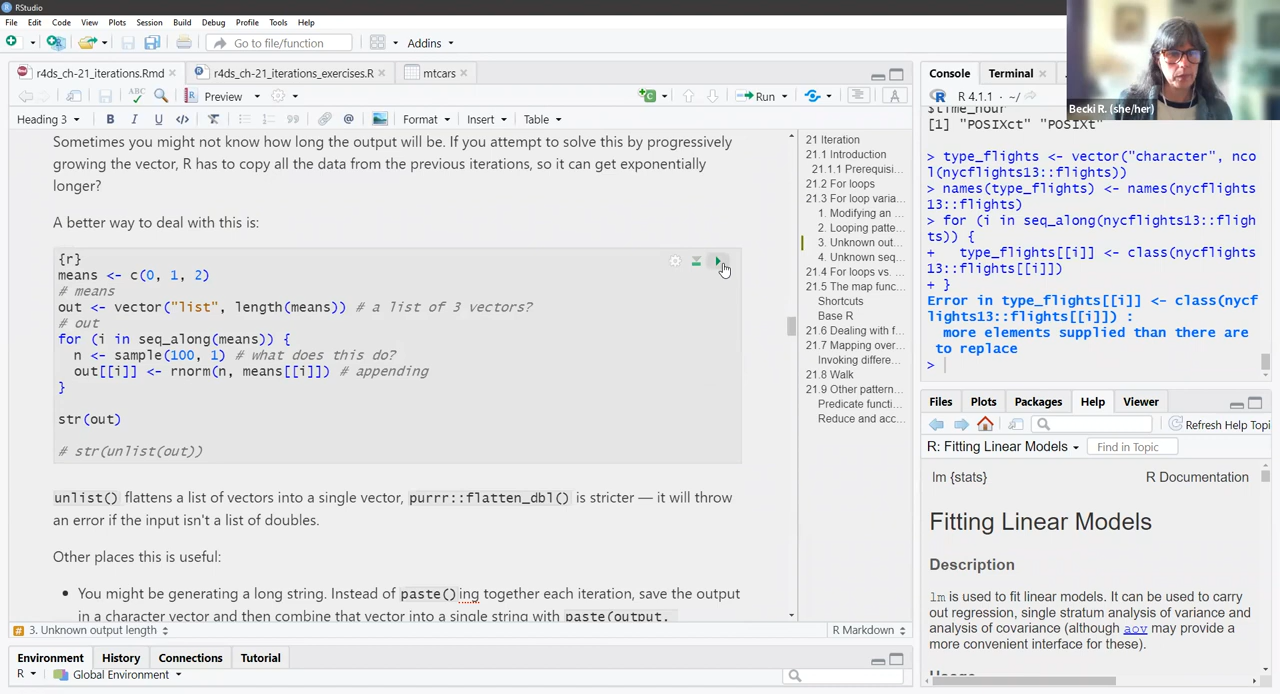 RStudio
File Edit Code View Plots Session Build Debug Profile Tools Help
Go to file/function
Addins
r4ds_ch-21_iterations.Rmd
r4ds_ch-21_iterations_exercises.R
mtcars
ABC
Preview
Run
Heading 3
B I U
Format
Insert
Table
Sometimes you might not know how long the output will be. If you attempt to solve this by progressively
growing the vector, R has to copy all the data from the previous iterations, so it can get exponentially
longer?
A better way to deal with this is:
{r}
means <- c(0, 1, 2)
# means
out <- vector("list", length(means)) # a list of 3 vectors?
# out
for (i in seq_along(means)) {
n <- sample(100, 1) # what does this do?
out[[i]] <- rnorm(n, means[[i]]) # appending
}
str(out)
# str(unlist(out))
unlist() flattens a list of vectors into a single vector, purrr::flatten_dbl() is stricter — it will throw
an error if the input isn't a list of doubles.
Other places this is useful:
• You might be generating a long string. Instead of paste()ing together each iteration, save the output
in a character vector and then combine that vector into a single string with paste(output,
3. Unknown output length
R Markdown
21 Iteration
21.1 Introduction
21.1.1 Prerequisi...
21.2 For loops
21.3 For loop varia...
1. Modifying an ...
2. Looping patte...
3. Unknown out...
4. Unknown seq...
21.4 For loops vs. ...
21.5 The map func...
Shortcuts
Base R
21.6 Dealing with f...
21.7 Mapping over...
Invoking differe...
21.8 Walk
21.9 Other pattern...
Predicate functi...
Reduce and acc...
Environment History Connections Tutorial
R
Global Environment
Becki R. (she/her)
Console
Terminal
R 4.1.1 · ~/
$time_hour
[1] "POSIXct" "POSIXt"
> type_flights <- vector("character", nco
l(nycflights13::flights))
> names(type_flights) <- names(nycflights
13::flights)
> for (i in seq_along(nycflights13::fligh
ts)) {
+ type_flights[[i]] <- class(nycflights
13::flights[[i]])
+ }
Error in type_flights[[i]] <- class(nycf
lights13::flights[[i]]) :
more elements supplied than there are
to replace
>
Files Plots Packages Help Viewer
Refresh Help Topi
R: Fitting Linear Models
Find in Topic
lm {stats}
R Documentation
Fitting Linear Models
Description
lm is used to fit linear models. It can be used to carry
out regression, single stratum analysis of variance and
analysis of covariance (although aov may provide a
more convenient interface for these).